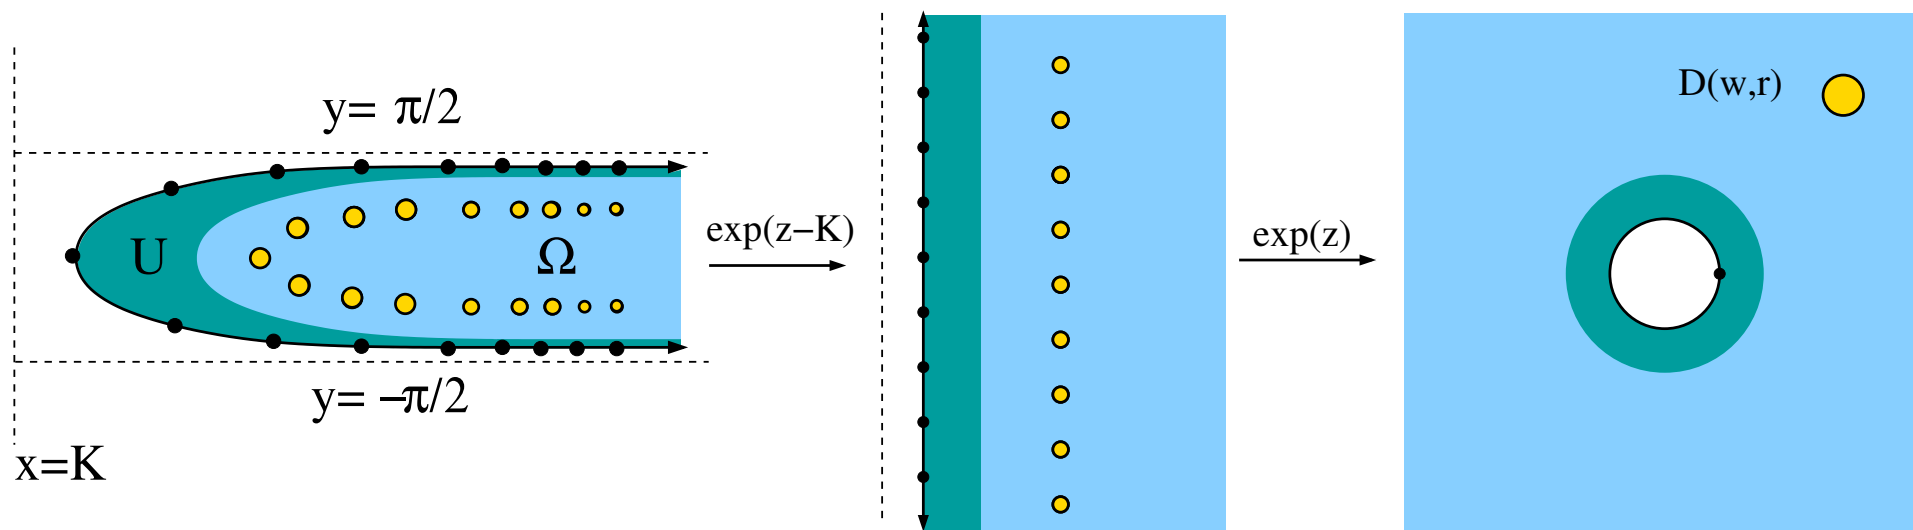 y= π/2
U
Ω
y= −π/2
x=K
exp(z−K)
exp(z)
D(w,r)